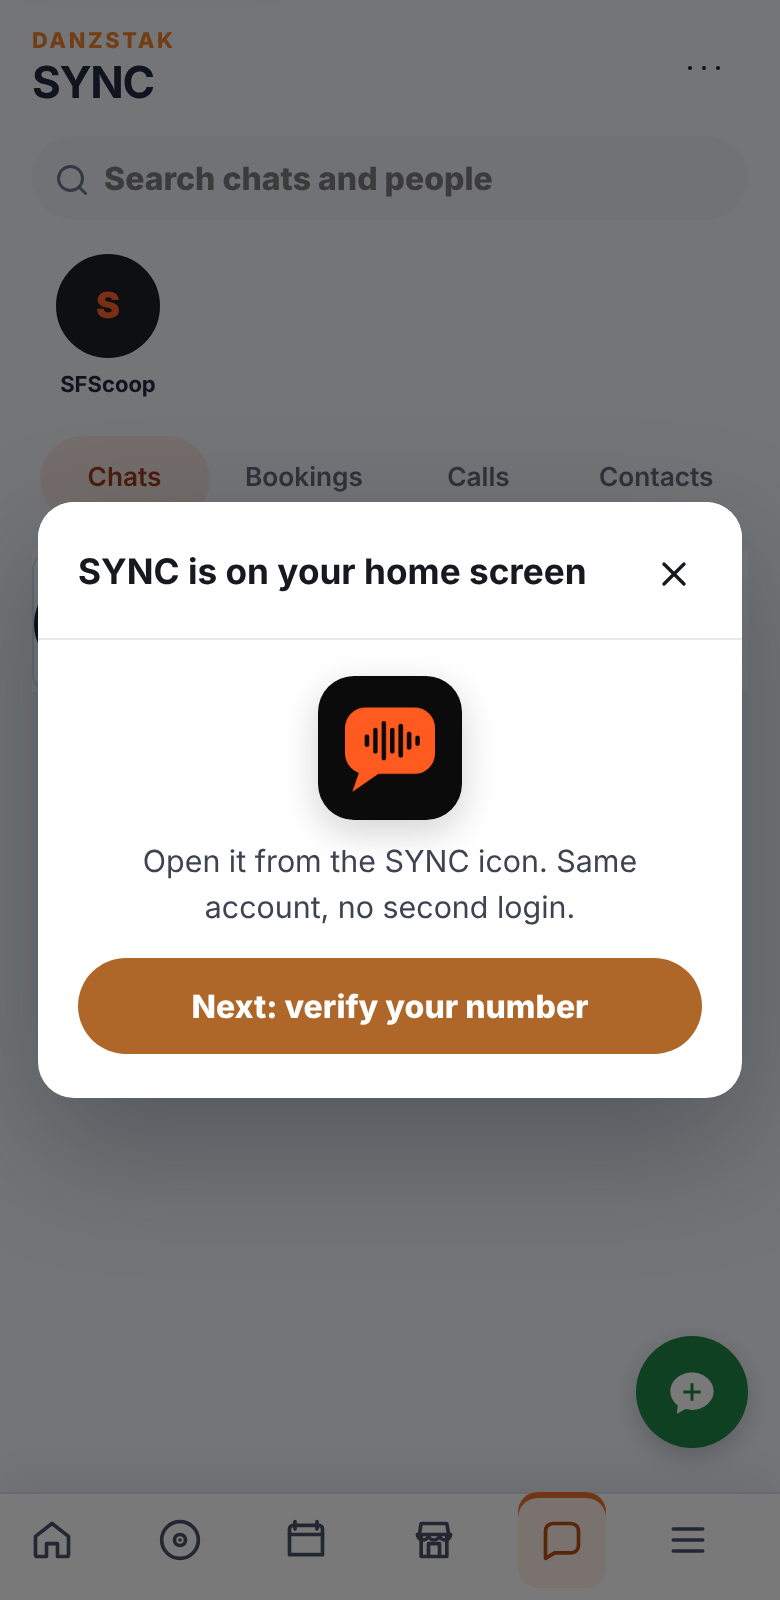 DANZSTAK
SYNC
Search chats and people
S
SFScoop
Chats Bookings Calls Contacts
SYNC is on your home screen
Open it from the SYNC icon. Same
account, no second login.
Next: verify your number